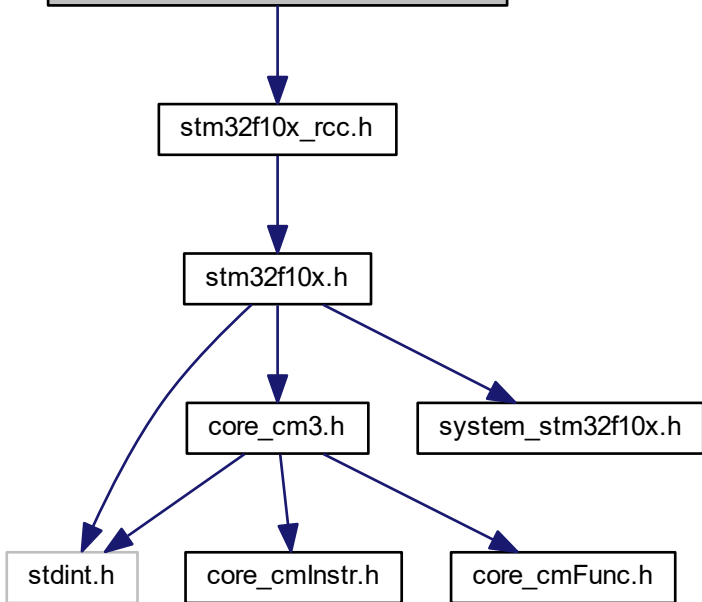 stm32f10x_rcc.h
stm32f10x.h
core_cm3.h
system_stm32f10x.h
stdint.h
core_cmInstr.h
core_cmFunc.h